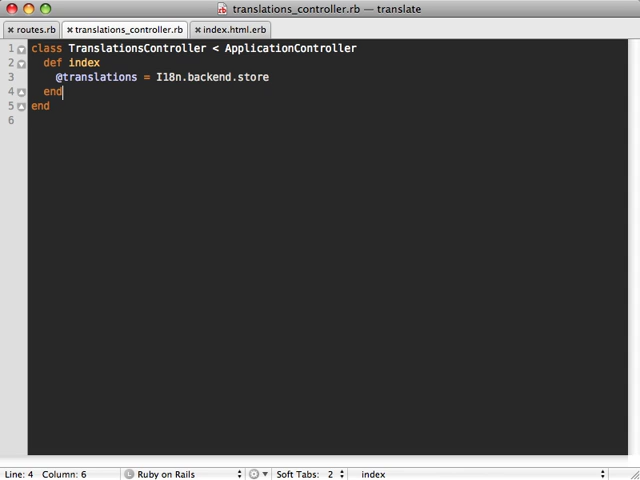 translations_controller.rb — translate
routes.rb translations_controller.rb index.html.erb
1 class TranslationsController < ApplicationController
2 def index
3 @translations = I18n.backend.store
4 end
5 end
6
Line: 4 Column: 6 Ruby on Rails Soft Tabs: 2 index